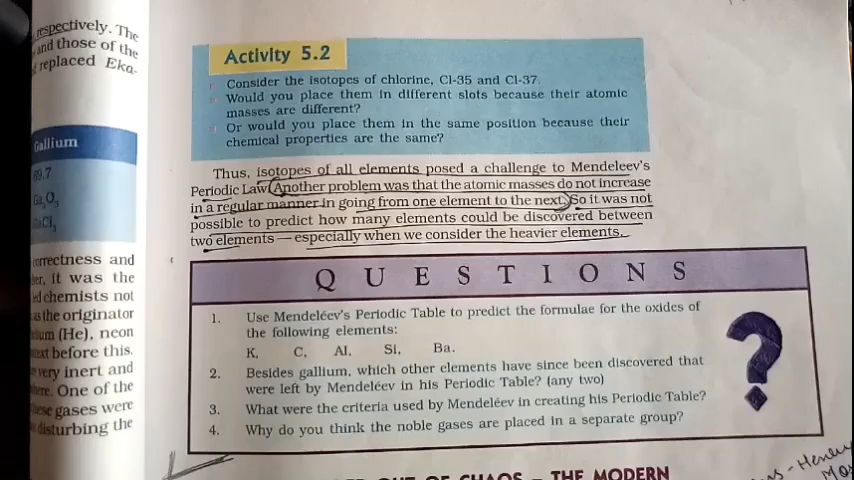 respectively. The
and those of the
replaced Eka-
Gallium
69.7
Ga₂O₃
GaCl₃
correctness and
it was the
chemists not
as the originator
(He), neon
before this.
very inert and
One of the
gases were
disturbing the
Activity 5.2
Consider the isotopes of chlorine, Cl-35 and Cl-37.
Would you place them in different slots because their atomic
masses are different?
Or would you place them in the same position because their
chemical properties are the same?
Thus, isotopes of all elements posed a challenge to Mendeleev's
Periodic Law. Another problem was that the atomic masses do not increase
in a regular manner in going from one element to the next. So it was not
possible to predict how many elements could be discovered between
two elements — especially when we consider the heavier elements.
QUESTIONS
1. Use Mendeléev's Periodic Table to predict the formulae for the oxides of
the following elements:
K, C, Al, Si, Ba.
2. Besides gallium, which other elements have since been discovered that
were left by Mendeléev in his Periodic Table? (any two)
3. What were the criteria used by Mendeléev in creating his Periodic Table?
4. Why do you think the noble gases are placed in a separate group?
?
OUT OF CHAOS – THE MODERN
- Henry